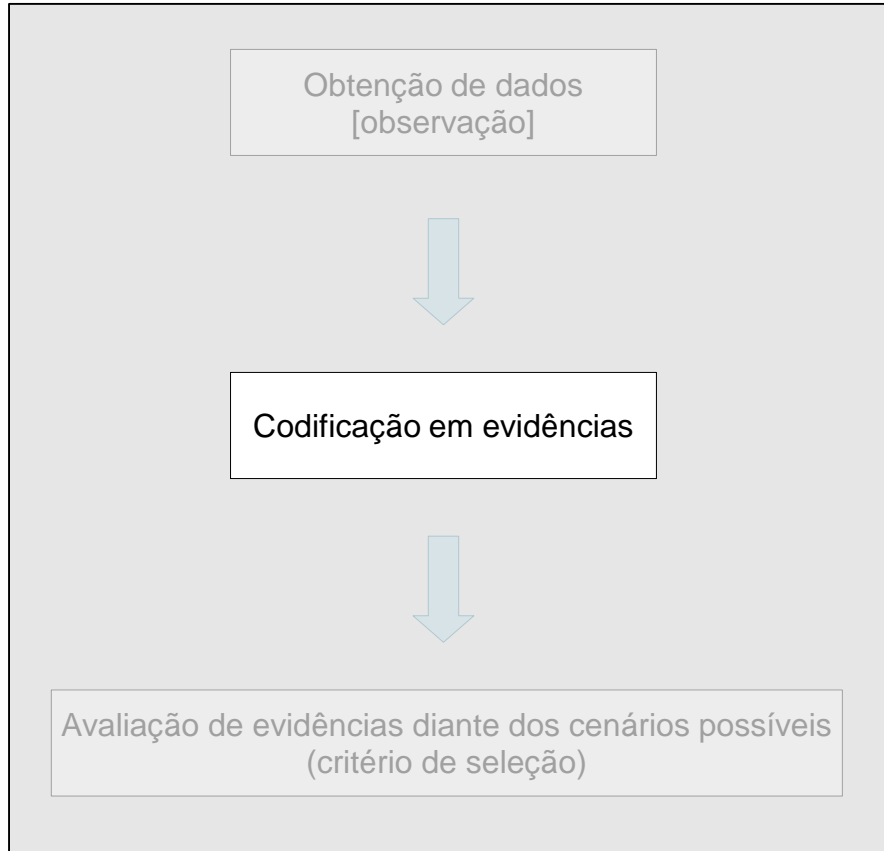 Obtenção de dados
[observação]
Codificação em evidências
Avaliação de evidências diante dos cenários possíveis
(critério de seleção)